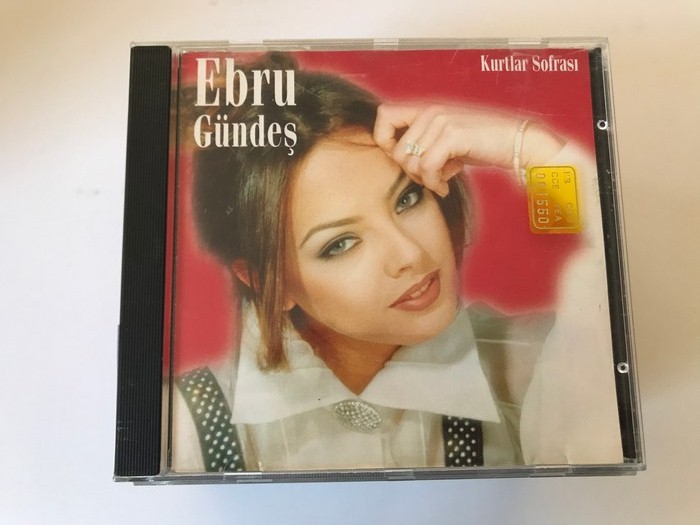 Ebru
Gündeş
Kurtlar Sofrası